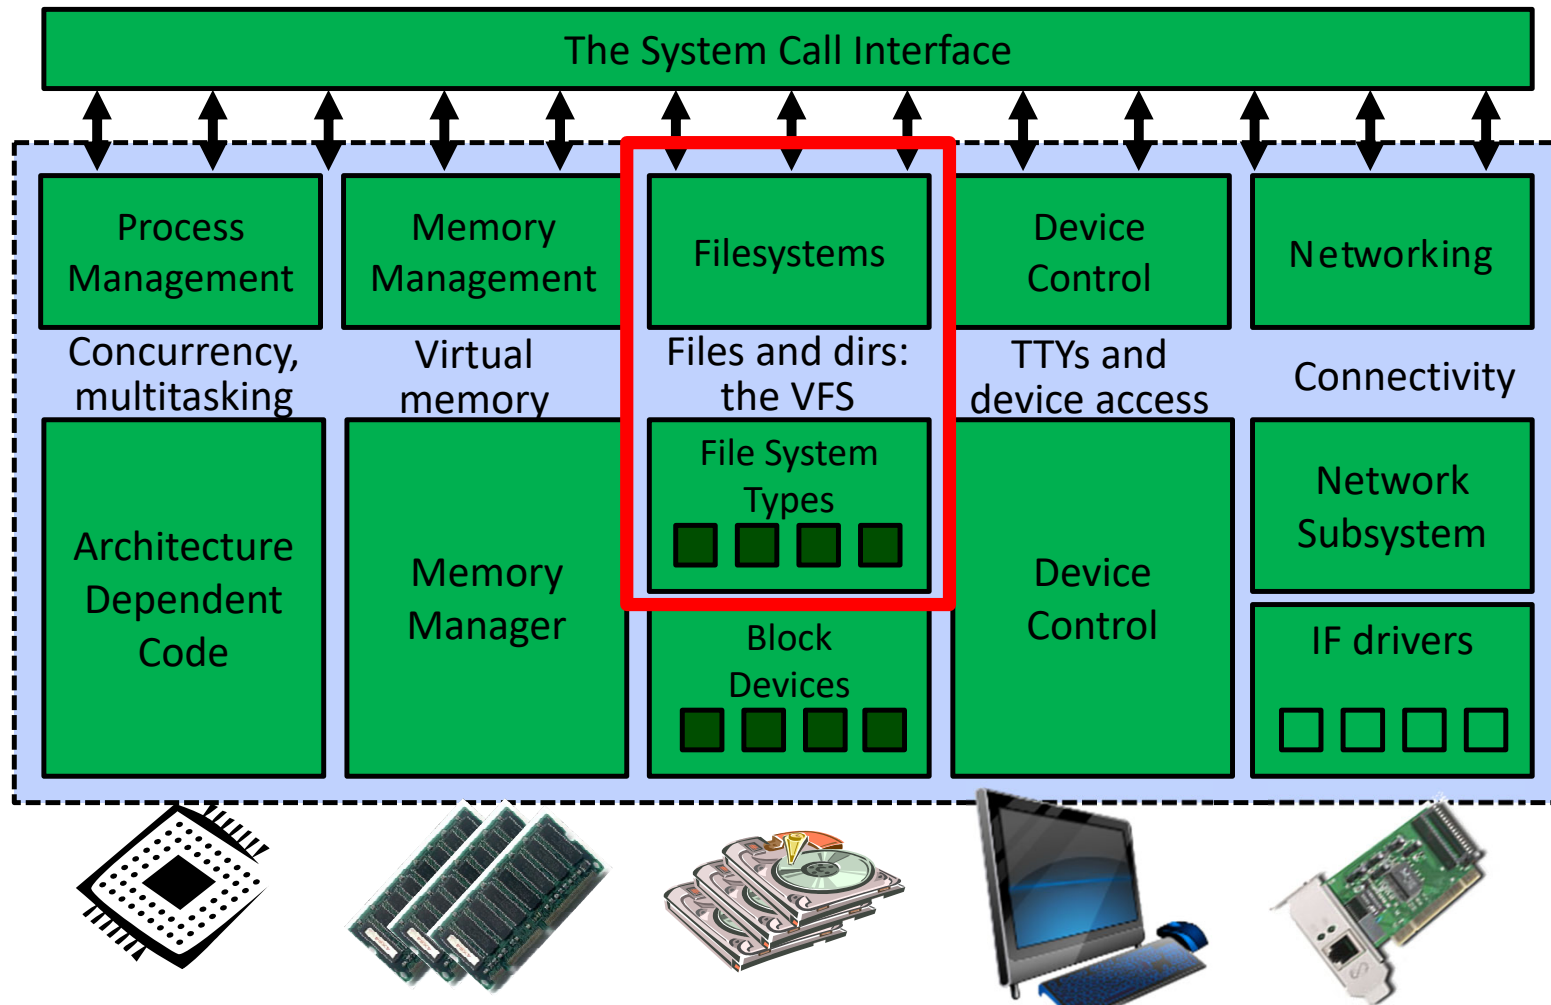 The System Call Interface
Process
Management
Memory
Management
Filesystems
Device
Control
Networking
Concurrency,
multitasking
Virtual
memory
Files and dirs:
the VFS
TTYs and
device access
Connectivity
Architecture
Dependent
Code
Memory
Manager
File System
Types
Block
Devices
Device
Control
Network
Subsystem
IF drivers